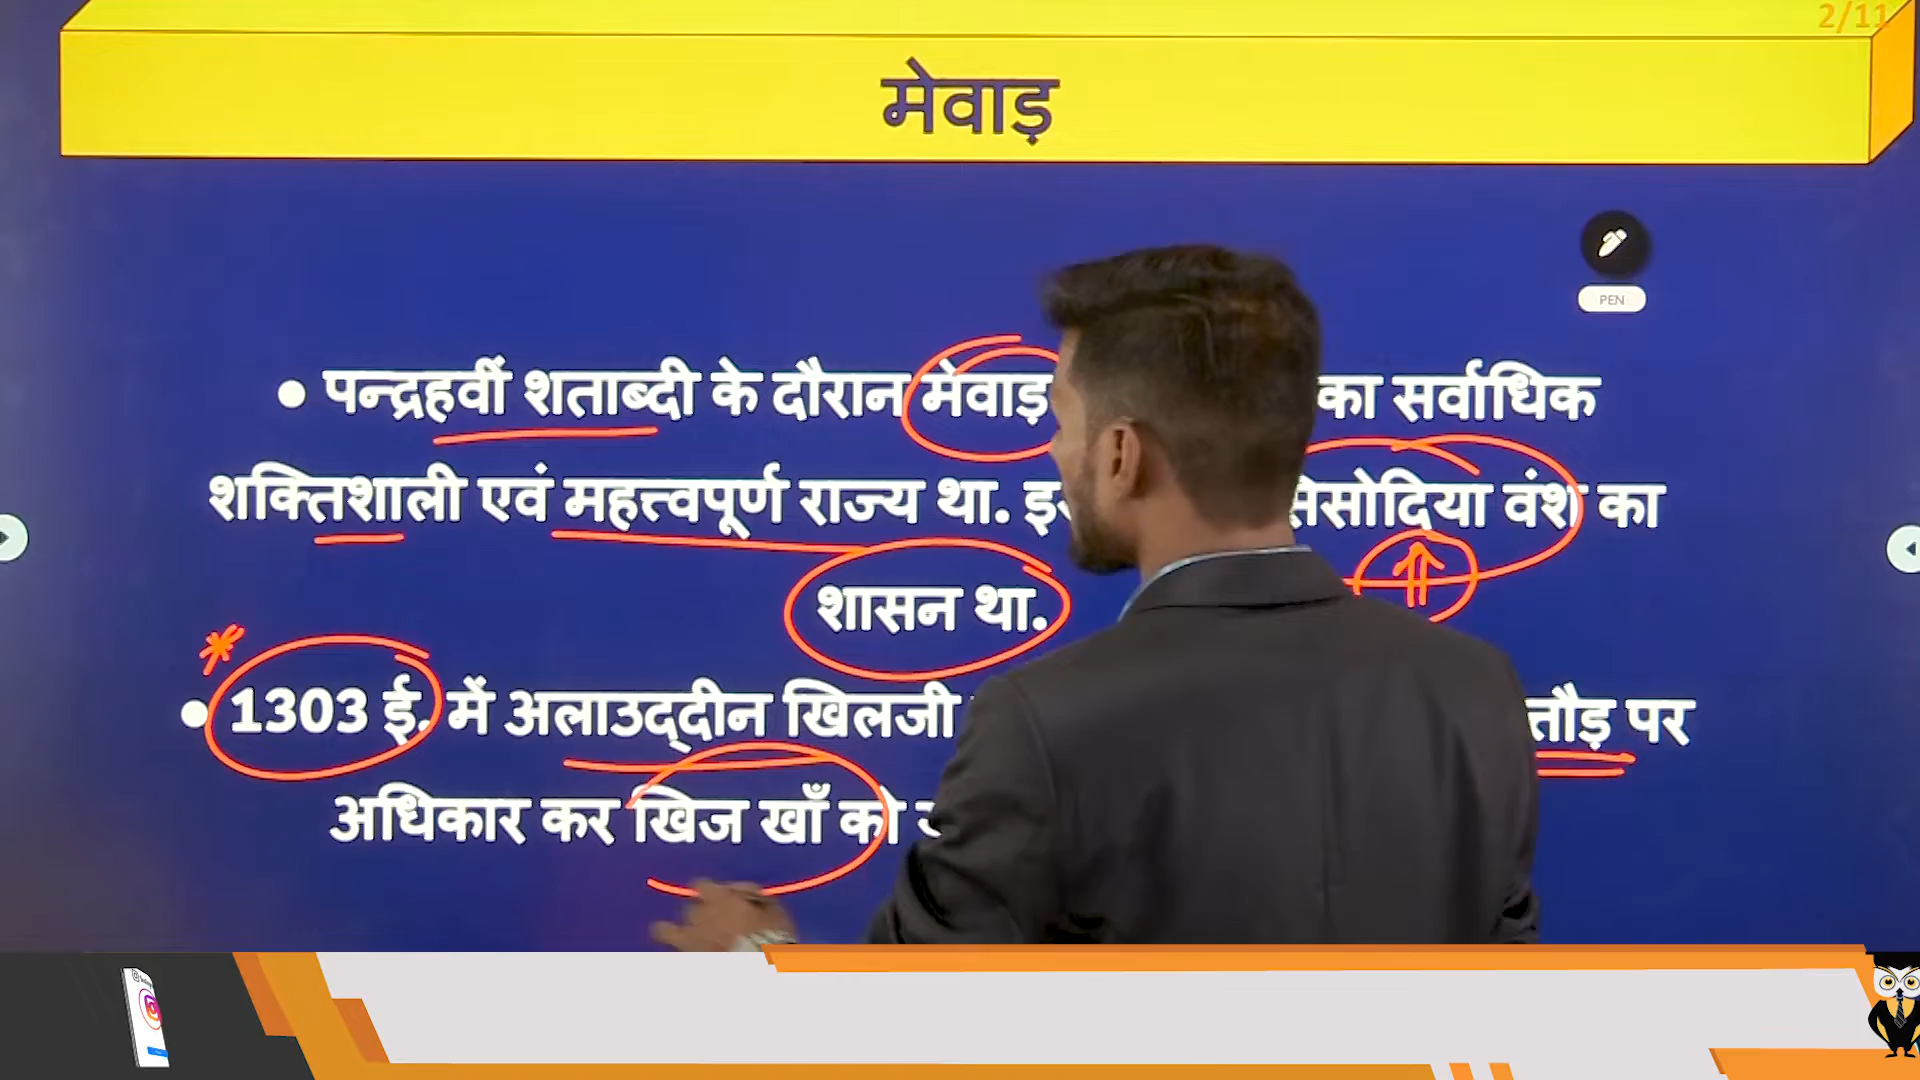 2/11
मेवाड़
PEN
• पन्द्रहवीं शताब्दी के दौरान मेवाड़ का सर्वाधिक
शक्तिशाली एवं महत्त्वपूर्ण राज्य था. वंश का
शासन था.
• 1303 ई. में अलाउद्दीन खिलजी पर
अधिकार कर खिज खाँ को